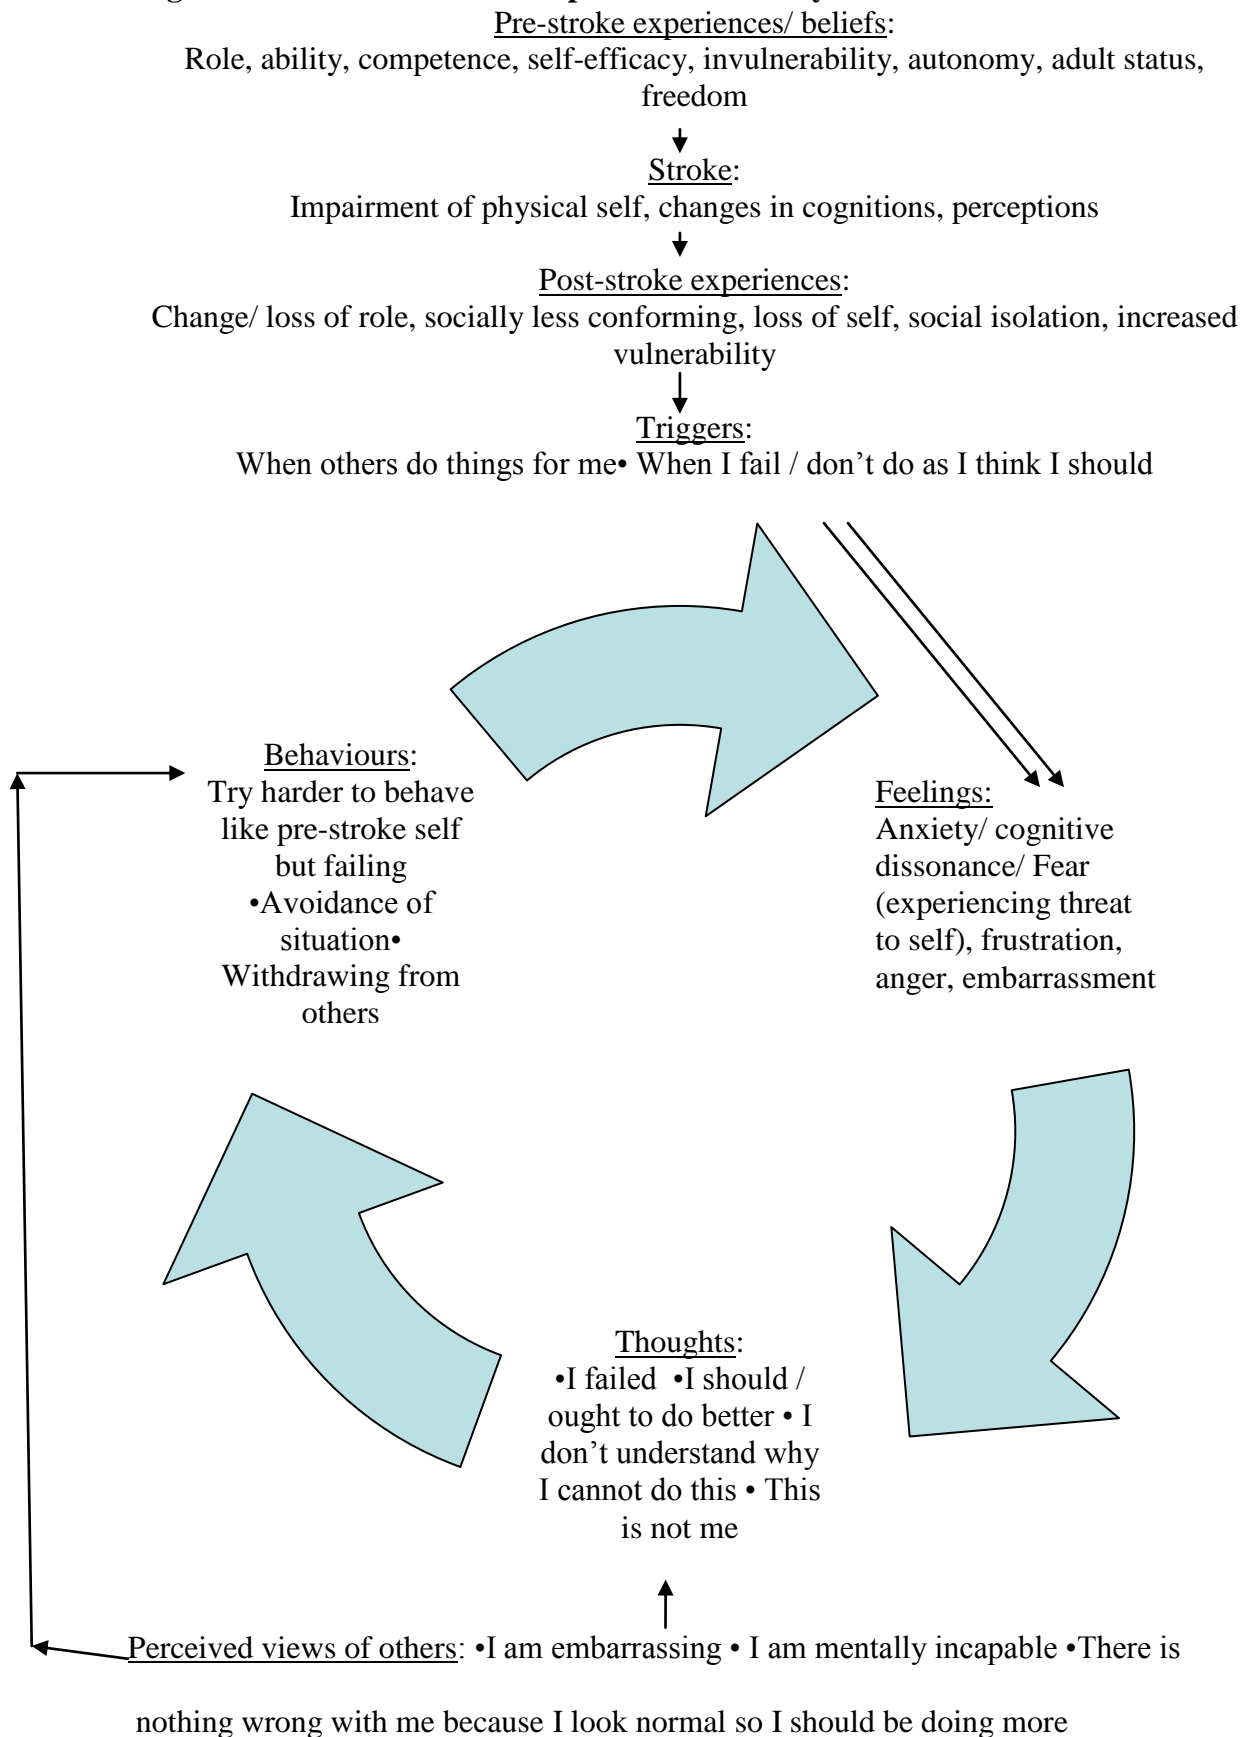 Pre-stroke experiences/ beliefs:
Role, ability, competence, self-efficacy, invulnerability, autonomy, adult status,
freedom
Stroke:
Impairment of physical self, changes in cognitions, perceptions
Post-stroke experiences:
Change/ loss of role, socially less conforming, loss of self, social isolation, increased
vulnerability
Triggers:
When others do things for me• When I fail / don’t do as I think I should
Behaviours:
Try harder to behave
like pre-stroke self
but failing
•Avoidance of
situation•
Withdrawing from
others
Feelings:
Anxiety/ cognitive
dissonance/ Fear
(experiencing threat
to self), frustration,
anger, embarrassment
Thoughts:
•I failed •I should /
ought to do better • I
don’t understand why
I cannot do this • This
is not me
Perceived views of others: •I am embarrassing • I am mentally incapable •There is
nothing wrong with me because I look normal so I should be doing more